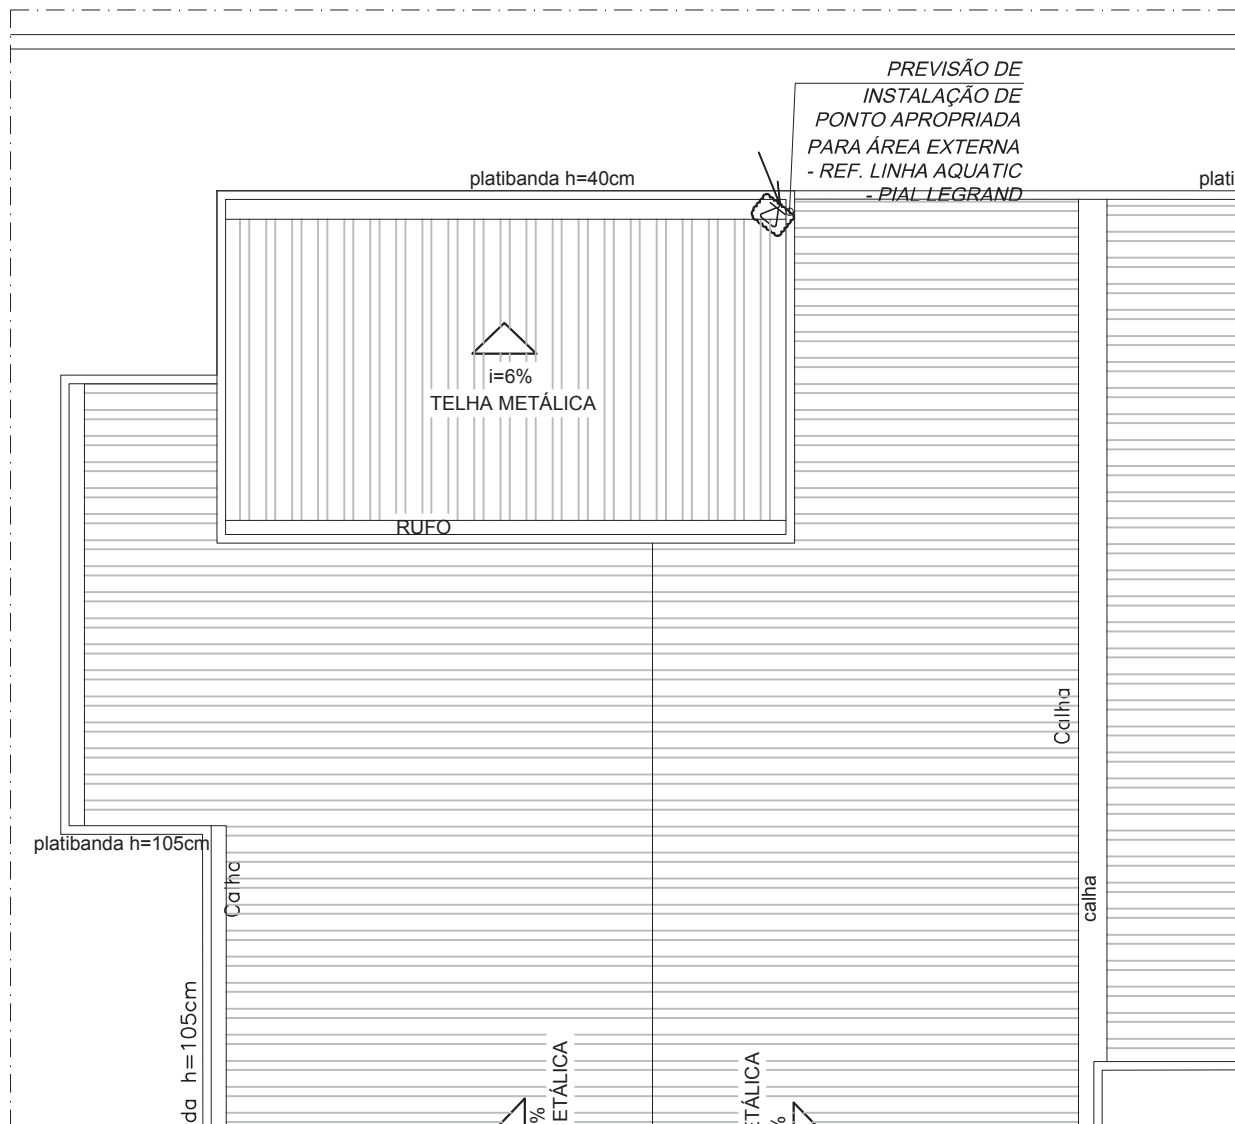 PREVISÃO DE
INSTALAÇÃO DE
PONTO APROPRIADA
PARA ÁREA EXTERNA
- REF. LINHA AQUATIC
- PIAL LEGRAND
platibanda h=40cm
plati
i=6%
TELHA METÁLICA
RUFO
Calha
platibanda h=105cm
Calha
calha
da h=105cm
%
ETÁLICA
ETÁLICA
%